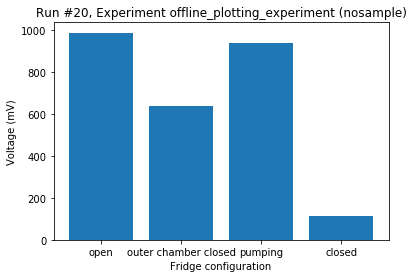 Run #20, Experiment offline_plotting_experiment (nosample)
1000
800
600
400
200
0
Voltage (mV)
open outer chamber closed pumping closed
Fridge configuration